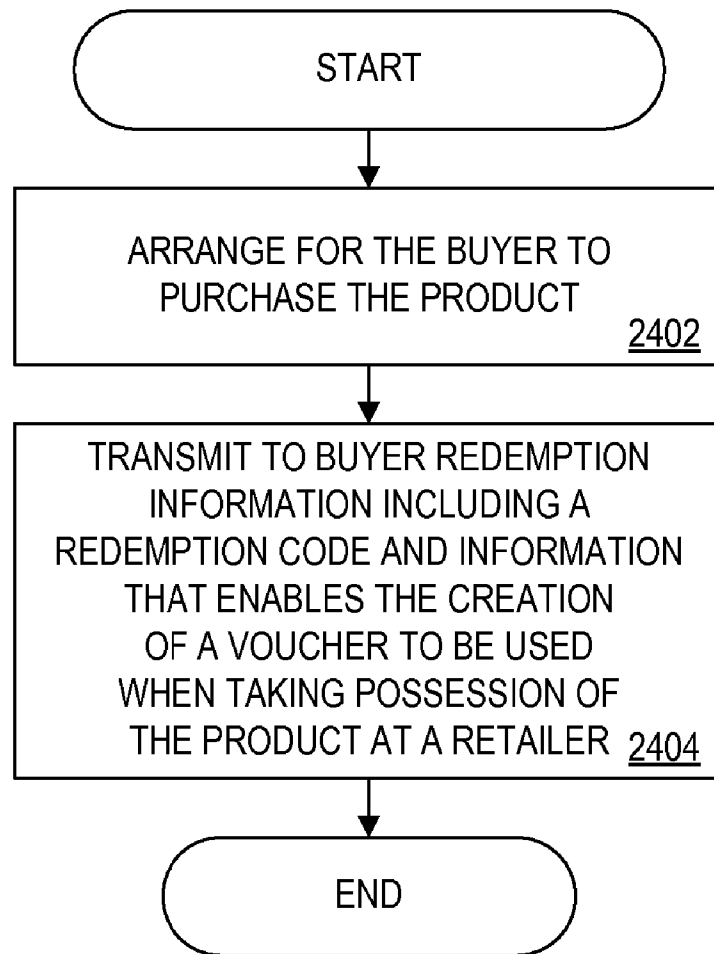 START
ARRANGE FOR THE BUYER TO
PURCHASE THE PRODUCT
2402
TRANSMIT TO BUYER REDEMPTION
INFORMATION INCLUDING A
REDEMPTION CODE AND INFORMATION
THAT ENABLES THE CREATION
OF A VOUCHER TO BE USED
WHEN TAKING POSSESSION OF
THE PRODUCT AT A RETAILER 2404
END